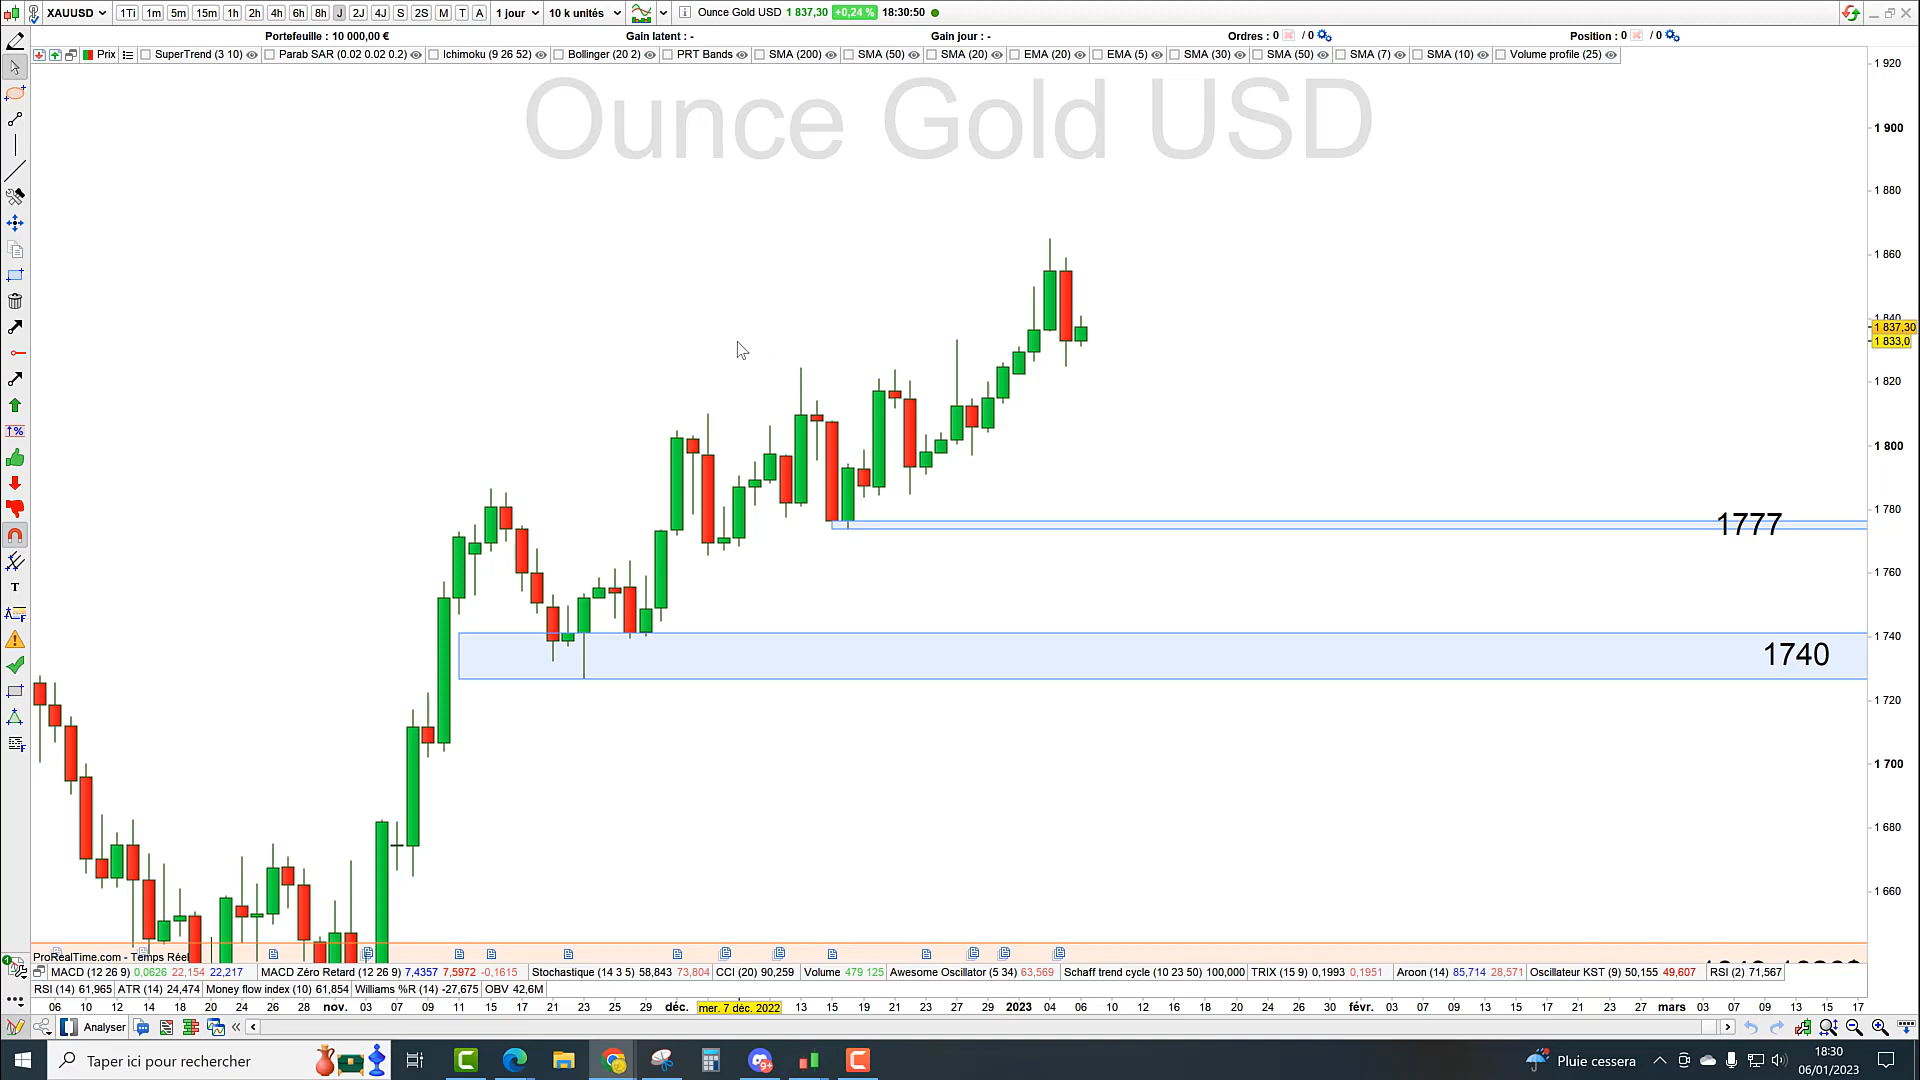 XAUUSD 1Ti 1m 5m 15m 1h 2h 4h 6h 8h J 2J 4J S 2S M T A 1 jour 10 k unités Ounce Gold USD 1 837,30 +0,24 % 18:30:50
Portefeuille : 10 000,00 € Gain latent : - Gain jour : - Ordres : 0 / 0 Position : 0 / 0
Prix SuperTrend (3 10) Parab SAR (0.02 0.02 0.2) Ichimoku (9 26 52) Bollinger (20 2) PRT Bands SMA (200) SMA (50) SMA (20) EMA (20) EMA (5) SMA (30) SMA (50) SMA (7) SMA (10) Volume profile (25)
Ounce Gold USD
1 920
1 900
1 880
1 860
1 840
1 837,30
1 833,0
1 820
1 800
1 780
1777
1 760
1 740
1740
1 720
1 700
1 680
1 660
ProRealTime.com - Temps Réel
MACD (12 26 9) 0,0626 22,154 22,217 MACD Zéro Retard (12 26 9) 7,4357 7,5972 -0,1615 Stochastique (14 3 5) 58,843 73,804 CCI (20) 90,259 Volume 479 125 Awesome Oscillator (5 34) 63,569 Schaff trend cycle (10 23 50) 100,000 TRIX (15 9) 0,1993 0,1951 Aroon (14) 85,714 28,571 Oscillateur KST (9) 50,155 49,607 RSI (2) 71,567
RSI (14) 61,965 ATR (14) 24,474 Money flow index (10) 61,854 Williams %R (14) -27,675 OBV 42,6M
06 10 12 14 18 20 24 26 28 nov. 03 07 09 11 15 17 21 23 25 29 déc. mer. 7 déc. 2022 13 15 19 21 23 27 29 2023 04 06 10 12 16 18 20 24 26 30 févr. 03 07 09 13 15 17 21 23 27 mars 03 07 09 13 15 17
Analyser
Taper ici pour rechercher 9+ Pluie cessera 18:30
06/01/2023